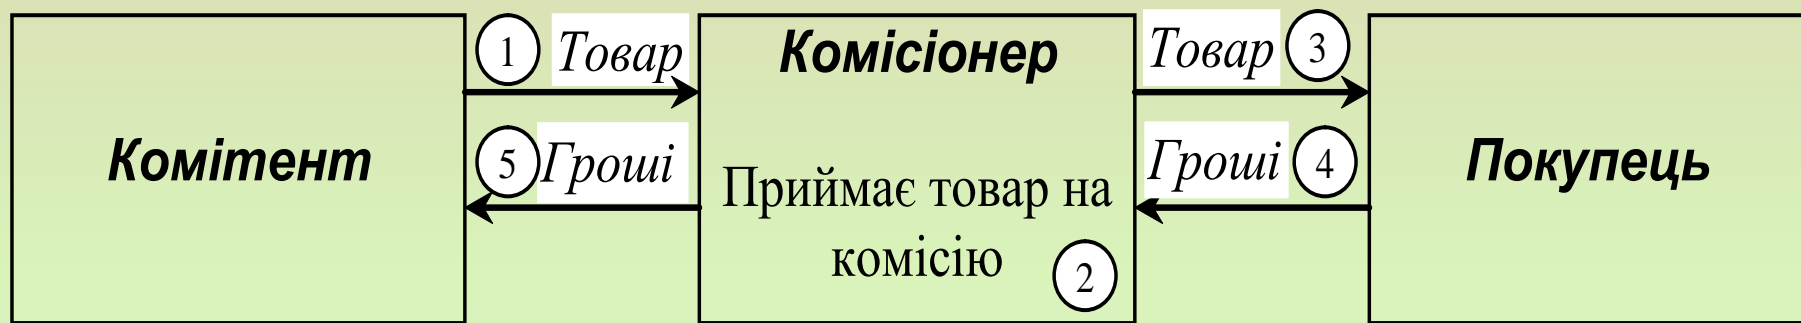 Комітент
1 Товар
5 Гроші
Комісіонер
Приймає товар на
комісію
2
Товар 3
Гроші 4
Покупець